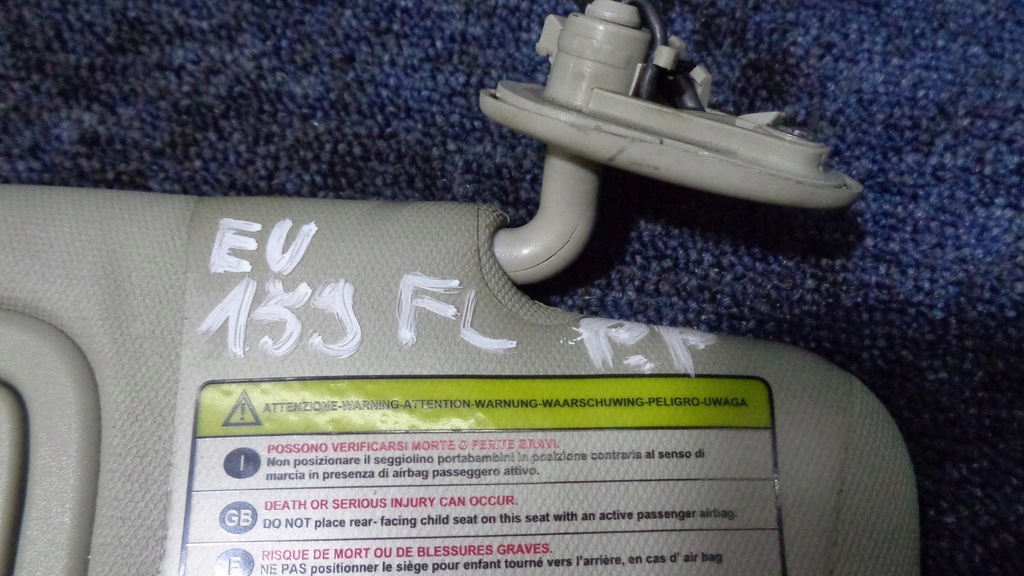 EU
159 FL P.P
ATTENZIONE-WARNING-ATTENTION-WARNUNG-WAARSCHUWING-PELIGRO-UWAGA
I
POSSONO VERIFICARSI MORTE O FERITE GRAVI.
Non posizionare il seggiolino portabambini in posizione contraria al senso di
marcia in presenza di airbag passeggero attivo.
GB
DEATH OR SERIOUS INJURY CAN OCCUR.
DO NOT place rear- facing child seat on this seat with an active passenger airbag.
F
RISQUE DE MORT OU DE BLESSURES GRAVES.
NE PAS positionner le siège pour enfant tourné vers l'arrière, en cas d' air bag